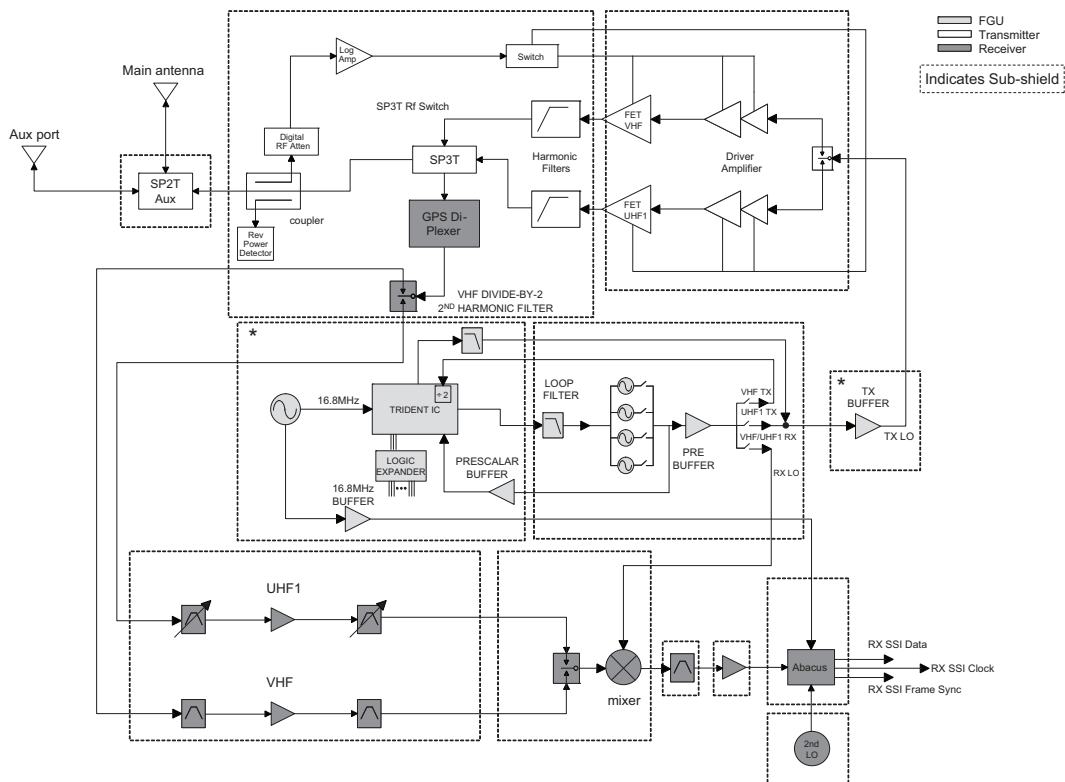 FGU
Transmitter
Receiver
Indicates Sub-shield
Log
Amp
Switch
Main antenna
SP3T Rf Switch
FET
VHF
Aux port
Digital
RF Atten
SP3T
Harmonic
Filters
Driver
Amplifier
SP2T
Aux
coupler
FET
UHF1
GPS Di-
Plexer
Rev
Power
Detector
VHF DIVIDE-BY-2
2ND HARMONIC FILTER
*
*
16.8MHz
÷ 2
TRIDENT IC
LOOP
FILTER
VHF TX
UHF1 TX
VHF/UHF1 RX
TX
BUFFER
TX LO
PRE
BUFFER
RX LO
LOGIC
EXPANDER
PRESCALAR
BUFFER
16.8MHz
BUFFER
UHF1
VHF
mixer
Abacus
RX SSI Data
RX SSI Clock
RX SSI Frame Sync
2nd
LO